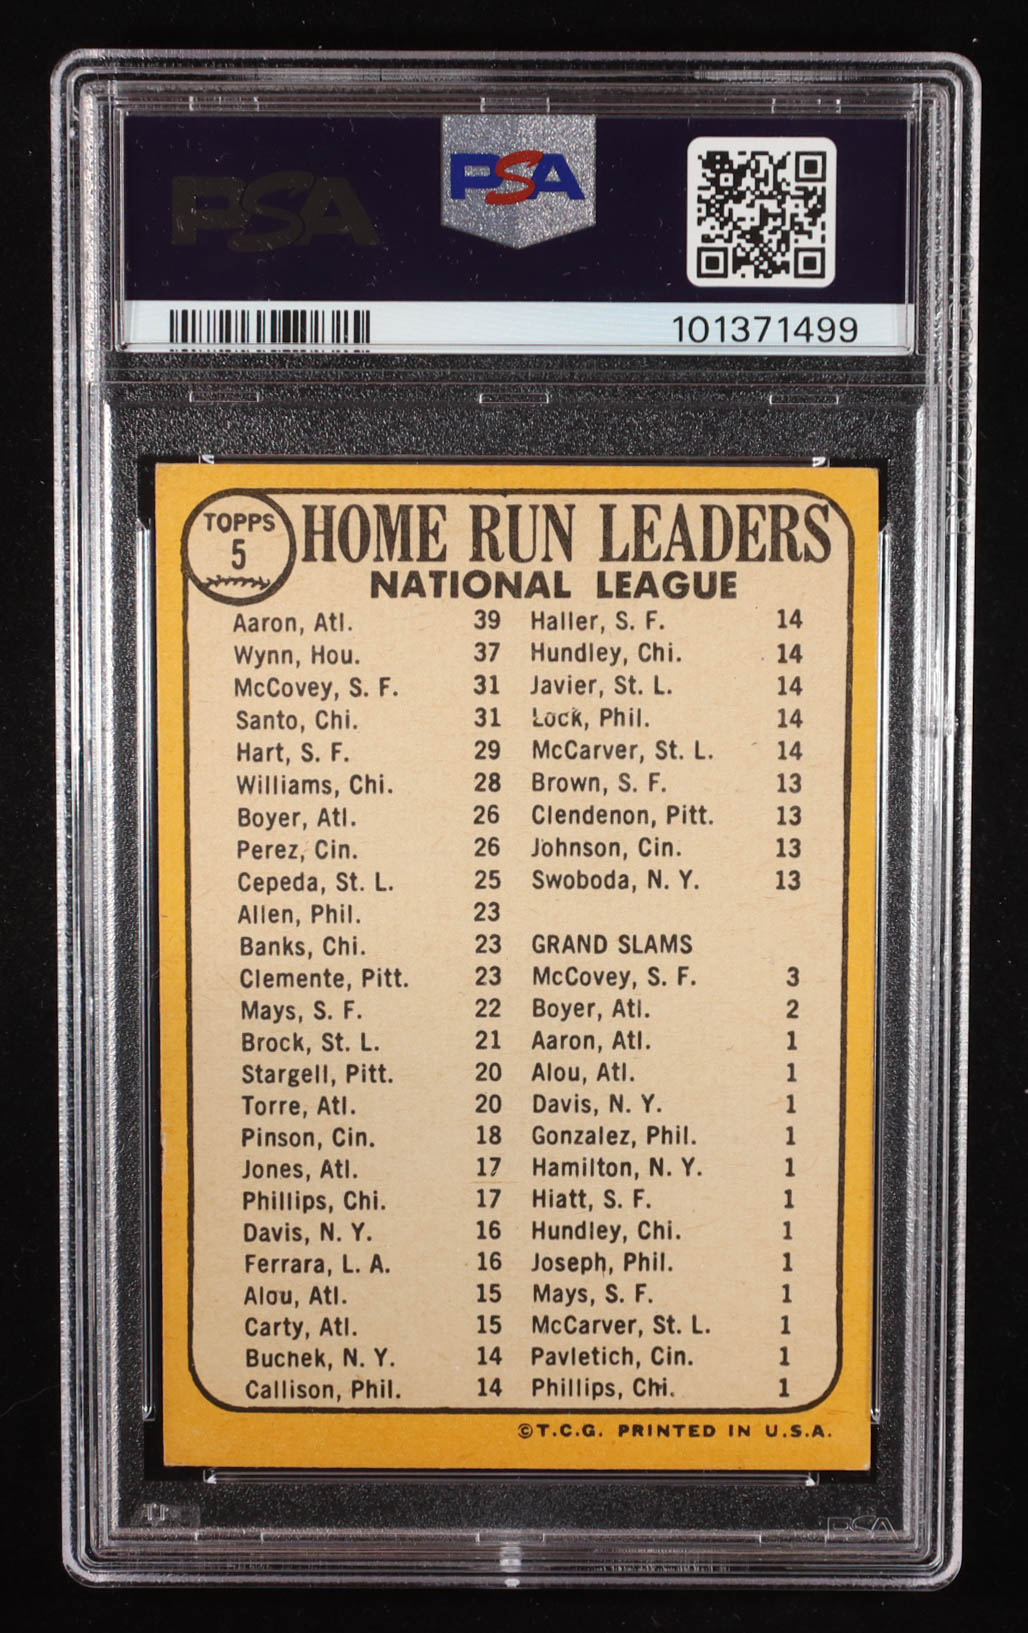 PSA
PSA
101371499
TOPPS
5
HOME RUN LEADERS
NATIONAL LEAGUE
Aaron, Atl. 39
Wynn, Hou. 37
McCovey, S. F. 31
Santo, Chi. 31
Hart, S. F. 29
Williams, Chi. 28
Boyer, Atl. 26
Perez, Cin. 26
Cepeda, St. L. 25
Allen, Phil. 23
Banks, Chi. 23
Clemente, Pitt. 23
Mays, S. F. 22
Brock, St. L. 21
Stargell, Pitt. 20
Torre, Atl. 20
Pinson, Cin. 18
Jones, Atl. 17
Phillips, Chi. 17
Davis, N. Y. 16
Ferrara, L. A. 16
Alou, Atl. 15
Carty, Atl. 15
Buchek, N. Y. 14
Callison, Phil. 14
Haller, S. F. 14
Hundley, Chi. 14
Javier, St. L. 14
Lock, Phil. 14
McCarver, St. L. 14
Brown, S. F. 13
Clendenon, Pitt. 13
Johnson, Cin. 13
Swoboda, N. Y. 13
GRAND SLAMS
McCovey, S. F. 3
Boyer, Atl. 2
Aaron, Atl. 1
Alou, Atl. 1
Davis, N. Y. 1
Gonzalez, Phil. 1
Hamilton, N. Y. 1
Hiatt, S. F. 1
Hundley, Chi. 1
Joseph, Phil. 1
Mays, S. F. 1
McCarver, St. L. 1
Pavletich, Cin. 1
Phillips, Chi. 1
©T.C.G. PRINTED IN U.S.A.
PSA